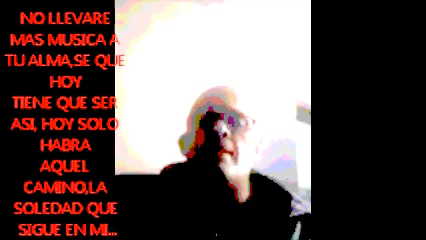 NO LLEVARE
MAS MUSICA A
TU ALMA,SE QUE
HOY
TIENE QUE SER
ASI, HOY SOLO
HABRA
AQUEL
CAMINO,LA
SOLEDAD QUE
SIGUE EN MI...